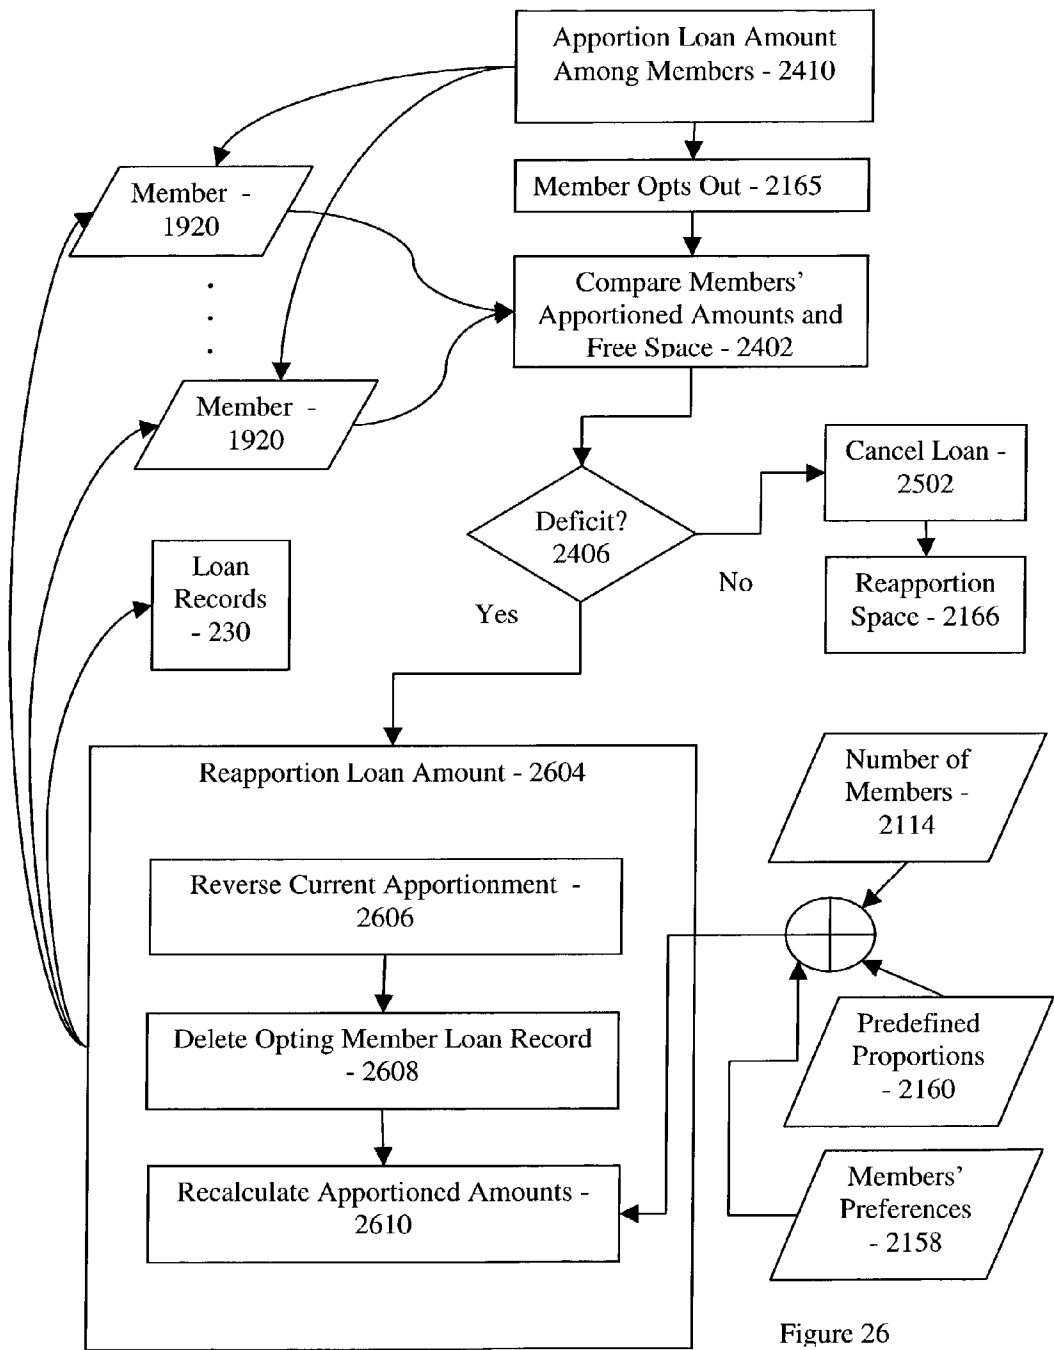 Apportion Loan Amount
Among Members - 2410
Member Opts Out - 2165
Member -
1920
Compare Members'
Apportioned Amounts and
Free Space - 2402
Member -
1920
Cancel Loan -
2502
Deficit?
2406
No
Yes
Reapportion
Space - 2166
Loan
Records
- 230
Reapportion Loan Amount - 2604
Number of
Members -
2114
Reverse Current Apportionment -
2606
Delete Opting Member Loan Record
- 2608
Predefined
Proportions
- 2160
Recalculate Apportioned Amounts -
2610
Members'
Preferences
- 2158
Figure 26